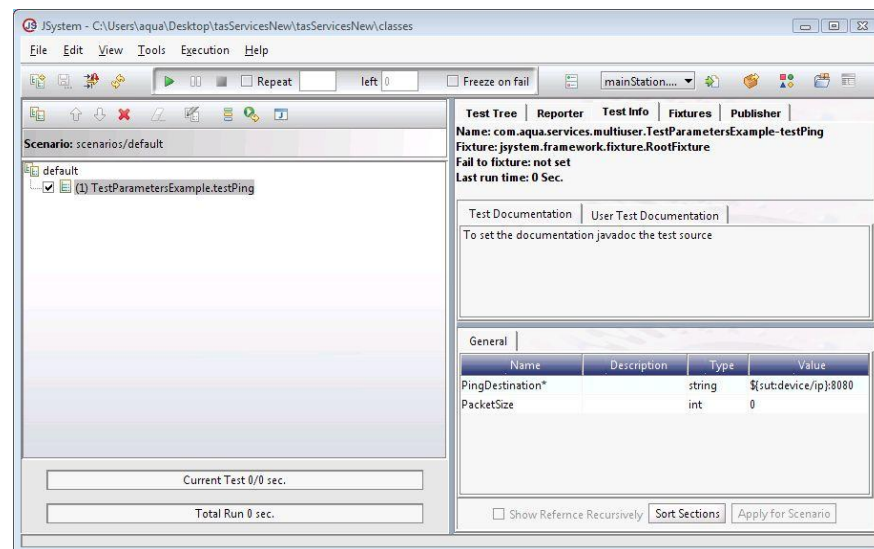 JSystem - C:\Users\aqua\Desktop\tasServicesNew\tasServicesNew\classes
File Edit View Tools Execution Help
Repeat left 0 Freeze on fail mainStation....
Scenario: scenarios/default
default
(1) TestParametersExample.testPing
Current Test 0/0 sec.
Total Run 0 sec.
Test Tree Reporter Test Info Fixtures Publisher
Name: com.aqua.services.multiuser.TestParametersExample-testPing
Fixture: jsystem.framework.fixture.RootFixture
Fail to fixture: not set
Last run time: 0 Sec.
Test Documentation User Test Documentation
To set the documentation javadoc the test source
General
Name Description Type Value
PingDestination* string ${sut:device/ip}:8080
PacketSize int 0
Show Refernce Recursively Sort Sections Apply for Scenario